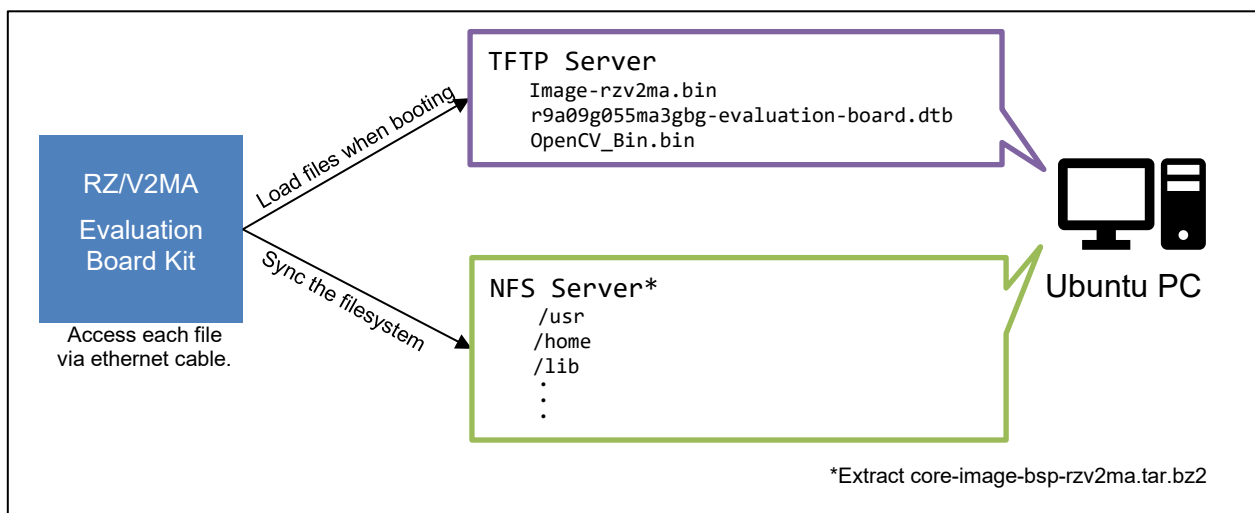 RZ/V2MA
Evaluation
Board Kit
Access each file
via ethernet cable.
Load files when booting
Sync the filesystem
TFTP Server
Image-rzv2ma.bin
r9a09g055ma3gbg-evaluation-board.dtb
OpenCV_Bin.bin
NFS Server*
/usr
/home
/lib
.
.
.
Ubuntu PC
*Extract core-image-bsp-rzv2ma.tar.bz2